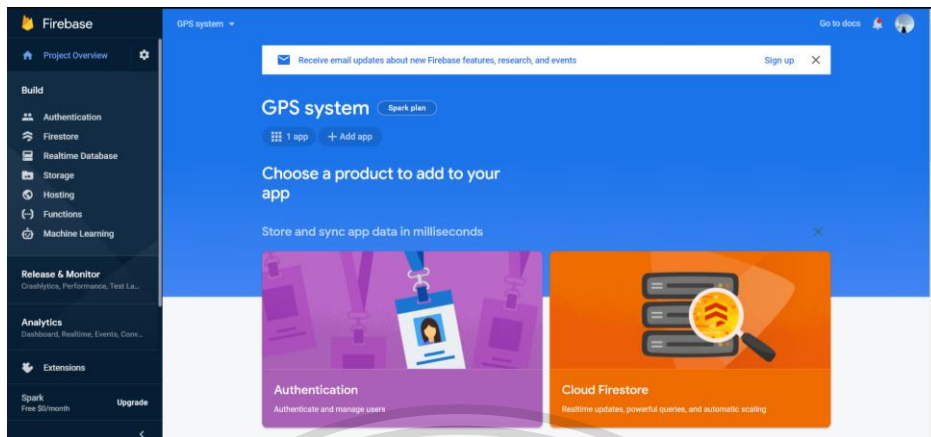 Firebase
GPS system
Go to docs
Project Overview
Receive email updates about new Firebase features, research, and events
Sign up
Build
Authentication
Firestore
Realtime Database
Storage
Hosting
Functions
Machine Learning
Release & Monitor
Crashlytics, Performance, Test La...
Analytics
Dashboard, Realtime, Events, Conv...
Extensions
Spark
Free $0/month
Upgrade
GPS system
Spark plan
1 app
+ Add app
Choose a product to add to your
app
Store and sync app data in milliseconds
Authentication
Authenticate and manage users
Cloud Firestore
Realtime updates, powerful queries, and automatic scaling